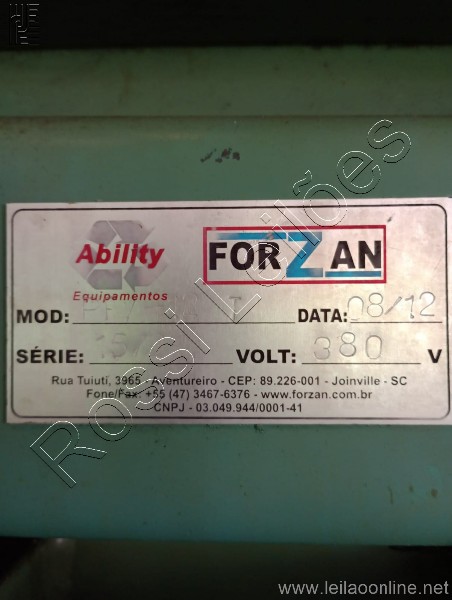 Ability
Equipamentos
FORZAN
MOD:
DATA: 08/12
SÉRIE:
VOLT: 380 V
Rua Tuiutí, 3965 - Aventureiro - CEP: 89.226-001 - Joinville - SC
Fone/Fax: +55 (47) 3467-6376 - www.forzan.com.br
CNPJ - 03.049.944/0001-41
Rossi Leilões
www.leilaoonline.net